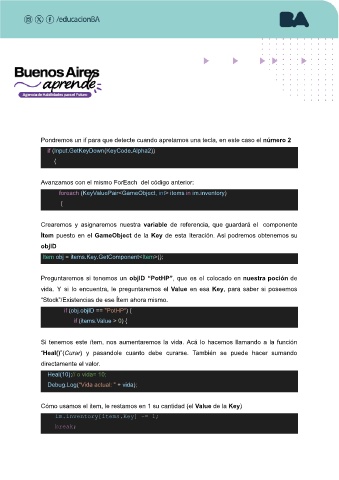 /educacionBA
BA
Buenos Aires
aprende
Agencia de Habilidades para el Futuro
Pondremos un if para que detecte cuando apretamos una tecla, en este caso el número 2
if (Input.GetKeyDown(KeyCode.Alpha2))
{
Avanzamos con el mismo ForEach del código anterior:
foreach (KeyValuePair<GameObject, int> items in im.inventory)
{
Crearemos y asignaremos nuestra variable de referencia, que guardará el componente
Ítem puesto en el GameObject de la Key de esta iteración. Así podremos obtenemos su
objID
Item obj = items.Key.GetComponent<Item>();
Preguntaremos si tenemos un objID "PotHP", que es el colocado en nuestra poción de
vida. Y si lo encuentra, le preguntaremos el Value en esa Key, para saber si poseemos
"Stock"/Existencias de ese Ítem ahora mismo.
if (obj.objID == "PotHP") {
if (items.Value > 0) {
Si tenemos este ítem, nos aumentaremos la vida. Acá lo hacemos llamando a la función
"Heal()"(Curar) y pasandole cuanto debe curarse. También se puede hacer sumando
directamente el valor.
Heal(10);// o vida+ 10;
Debug.Log("Vida actual: " + vida);
Cómo usamos el item, le restamos en 1 su cantidad (el Value de la Key)
im.inventory[items.Key] -= 1;
break;